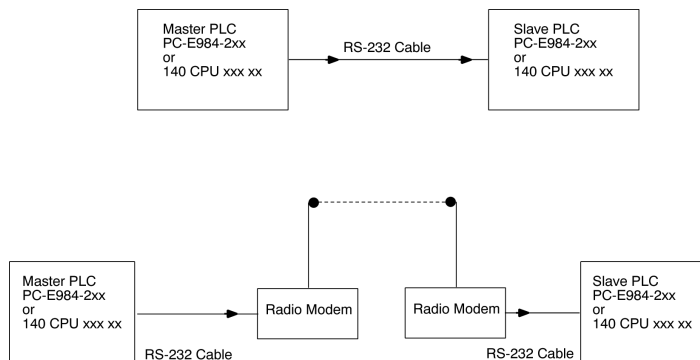 Master PLC
PC-E984-2xx
or
140 CPU xxx xx
RS-232 Cable
Slave PLC
PC-E984-2xx
or
140 CPU xxx xx
Master PLC
PC-E984-2xx
or
140 CPU xxx xx
RS-232 Cable
Radio Modem
Radio Modem
RS-232 Cable
Slave PLC
PC-E984-2xx
or
140 CPU xxx xx